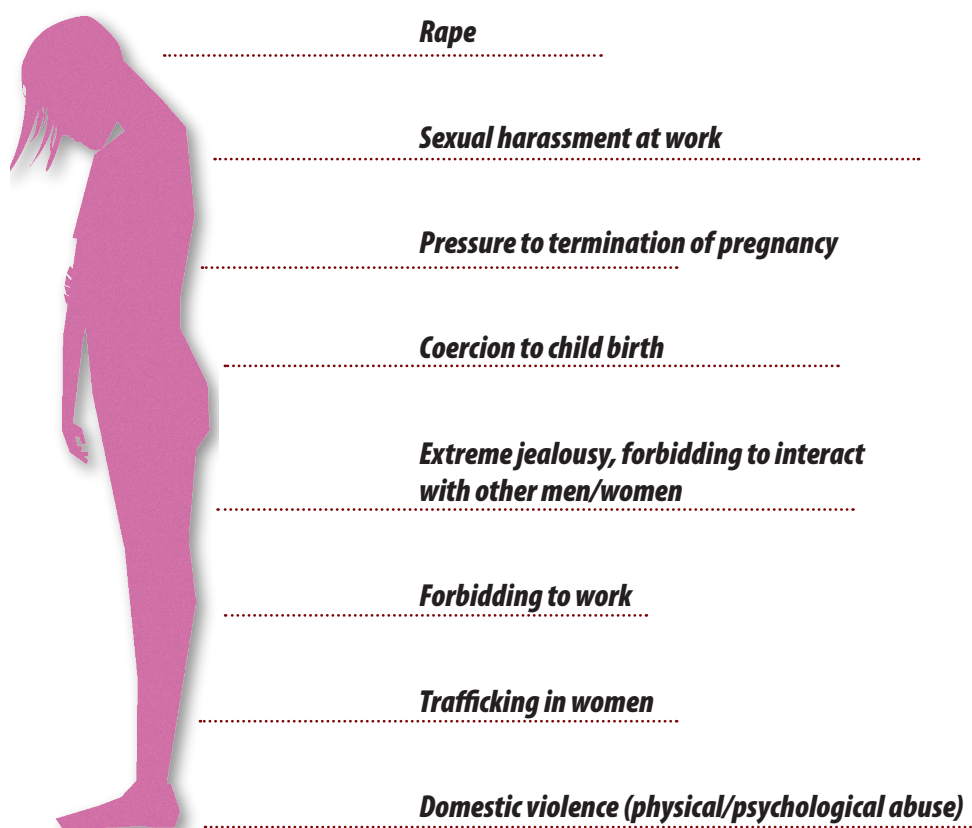 Rape
Sexual harassment at work
Pressure to termination of pregnancy
Coercion to child birth
Extreme jealousy, forbidding to interact
with other men/women
Forbidding to work
Trafficking in women
Domestic violence (physical/psychological abuse)